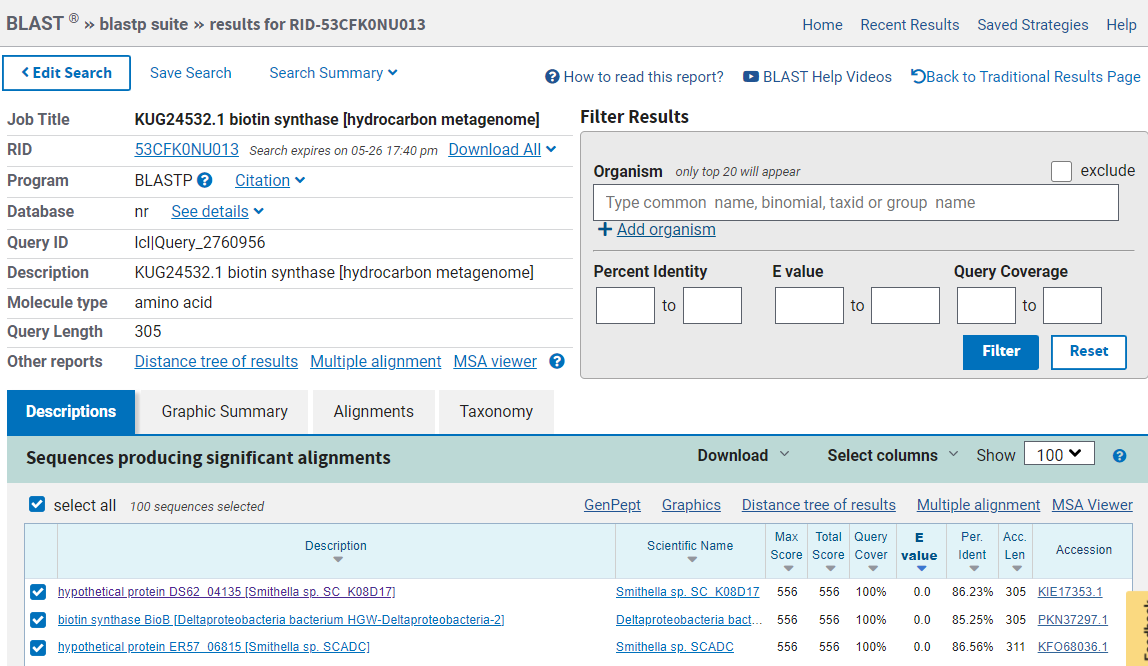 BLAST ® » blastp suite » results for RID-53CFK0NU013
Home Recent Results Saved Strategies Help
Edit Search Save Search Search Summary
How to read this report? BLAST Help Videos Back to Traditional Results Page
Job Title KUG24532.1 biotin synthase [hydrocarbon metagenome]
RID 53CFK0NU013 Search expires on 05-26 17:40 pm Download All
Program BLASTP Citation
Database nr See details
Query ID lcl|Query_2760956
Description KUG24532.1 biotin synthase [hydrocarbon metagenome]
Molecule type amino acid
Query Length 305
Other reports Distance tree of results Multiple alignment MSA viewer
Filter Results
Organism only top 20 will appear exclude
Type common name, binomial, taxid or group name
Add organism
Percent Identity E value Query Coverage
to to to
Filter Reset
Descriptions Graphic Summary Alignments Taxonomy
Sequences producing significant alignments Download Select columns Show 100
select all 100 sequences selected GenPept Graphics Distance tree of results Multiple alignment MSA Viewer
Description Scientific Name Max Score Total Score Query Cover E value Per. Ident Acc. Len Accession
hypothetical protein DS62_04135 [Smithella sp. SC_K08D17] Smithella sp. SC_K08D17 556 556 100% 0.0 86.23% 305 KIE17353.1
biotin synthase BioB [Deltaproteobacteria bacterium HGW-Deltaproteobacteria-2] Deltaproteobacteria bact... 556 556 100% 0.0 85.25% 305 PKN37297.1
hypothetical protein ER57_06815 [Smithella sp. SCADC] Smithella sp. SCADC 556 556 100% 0.0 86.56% 311 KFO68036.1